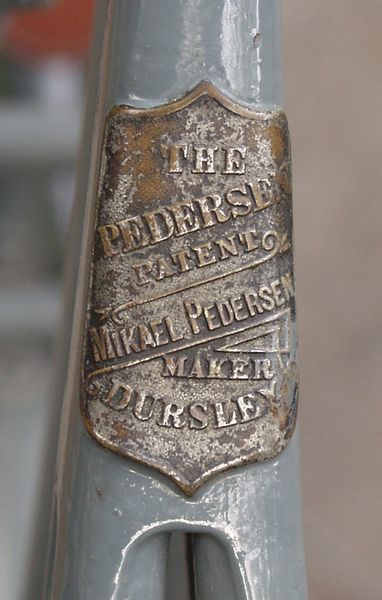 THE
PEDERSEN
PATENT
MIKAEL PEDERSEN
MAKER
DURSLEY